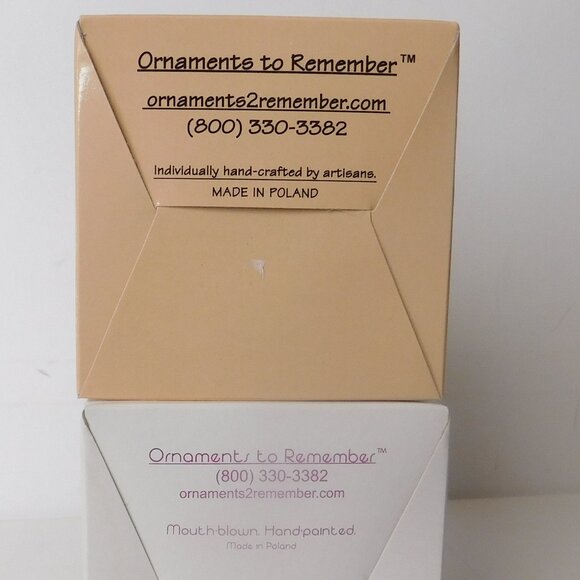 Ornaments to Remember™
ornaments2remember.com
(800) 330-3382
Individually hand-crafted by artisans.
MADE IN POLAND
Ornaments to Remember™
(800) 330-3382
ornaments2remember.com
Mouth-blown. Hand-painted.
Made in Poland